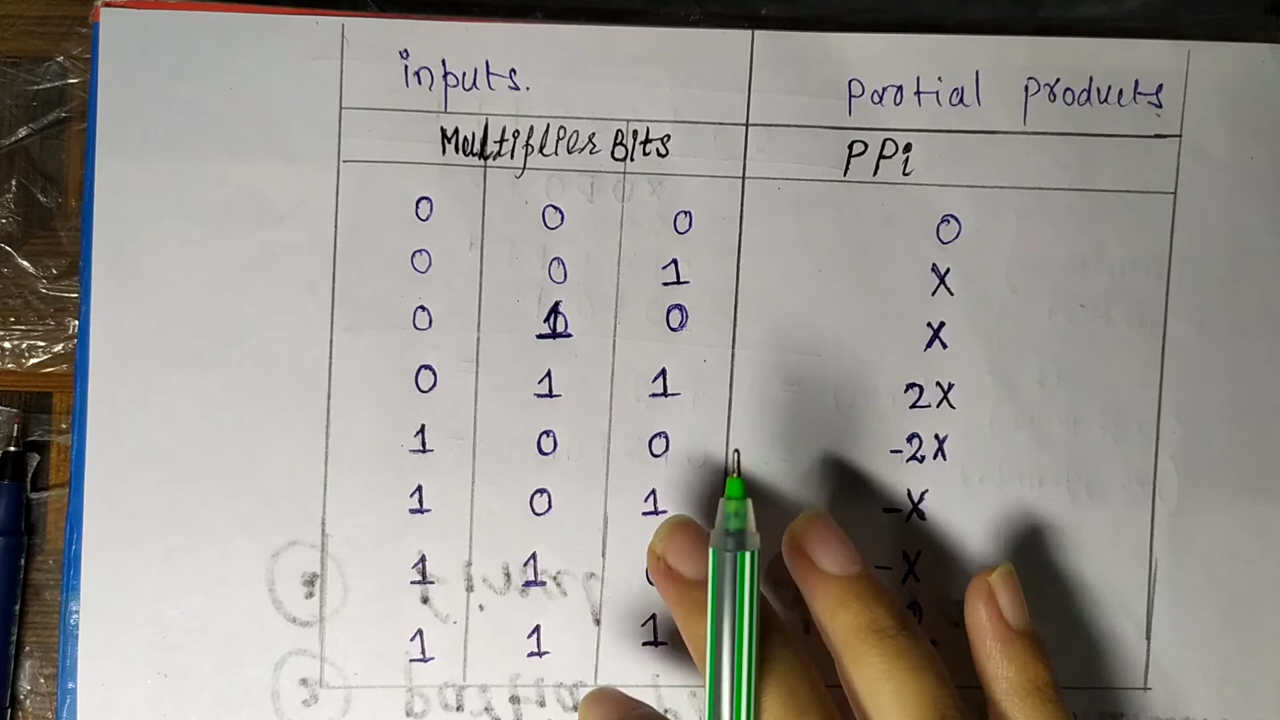 inputs. Partial products
Multiplier Bits PPi
0 0 0 0
0 0 1 X
0 1 0 X
0 1 1 2X
1 0 0 -2X
1 0 1 -X
1 1 -X
1 1 1